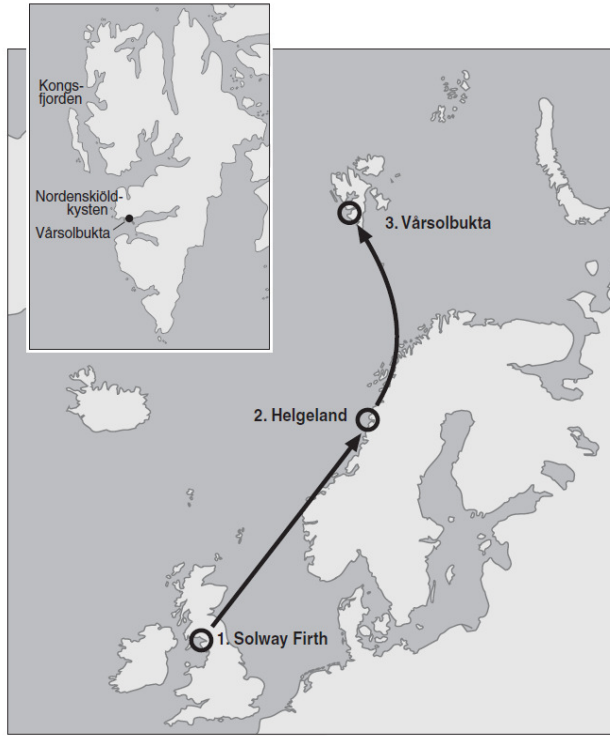 Kongs-
fjorden
Nordenskiöld-
kysten
Vårsolbukta
3. Vårsolbukta
2. Helgeland
1. Solway Firth